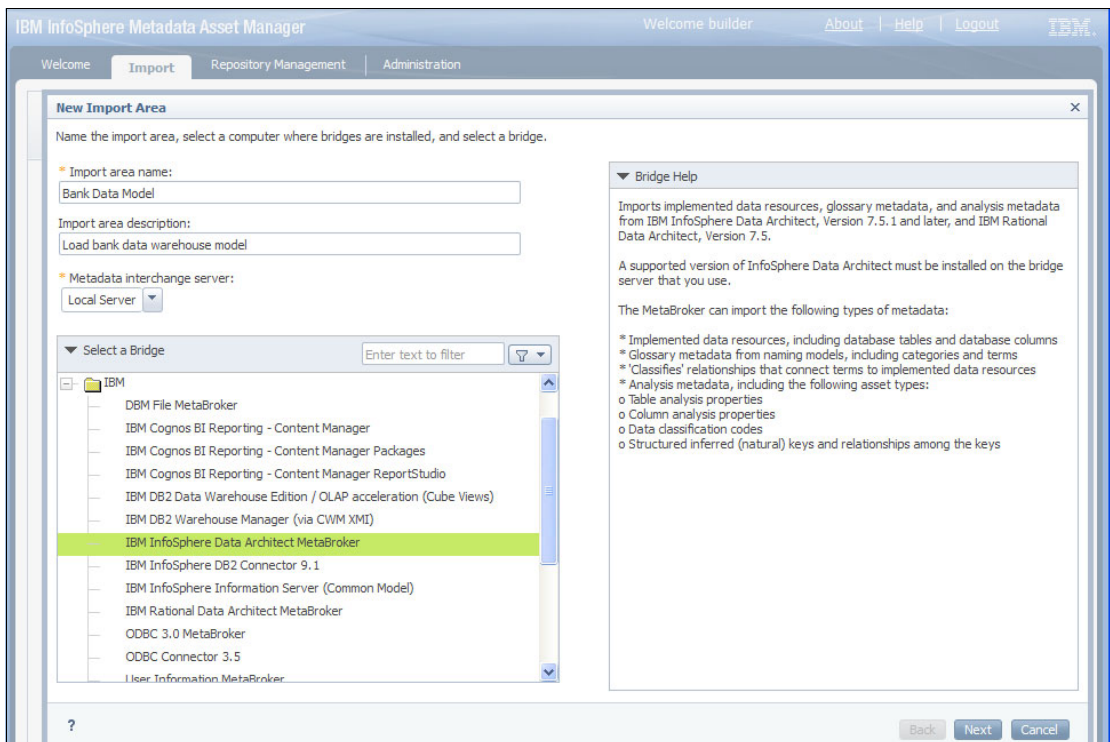 IBM InfoSphere Metadata Asset Manager
Welcome builder
About | Help | Logout
IBM.
Welcome
Import
Repository Management
Administration
New Import Area
×
Name the import area, select a computer where bridges are installed, and select a bridge.
* Import area name:
Bank Data Model
Import area description:
Load bank data warehouse model
* Metadata interchange server:
Local Server
Select a Bridge
Enter text to filter
IBM
DBM File MetaBroker
IBM Cognos BI Reporting - Content Manager
IBM Cognos BI Reporting - Content Manager Packages
IBM Cognos BI Reporting - Content Manager ReportStudio
IBM DB2 Data Warehouse Edition / OLAP acceleration (Cube Views)
IBM DB2 Warehouse Manager (via CWM XMI)
IBM InfoSphere Data Architect MetaBroker
IBM InfoSphere DB2 Connector 9.1
IBM InfoSphere Information Server (Common Model)
IBM Rational Data Architect MetaBroker
ODBC 3.0 MetaBroker
ODBC Connector 3.5
User Information MetaBroker
Bridge Help
Imports implemented data resources, glossary metadata, and analysis metadata
from IBM InfoSphere Data Architect, Version 7.5.1 and later, and IBM Rational
Data Architect, Version 7.5.
A supported version of InfoSphere Data Architect must be installed on the bridge
server that you use.
The MetaBroker can import the following types of metadata:
* Implemented data resources, including database tables and database columns
* Glossary metadata from naming models, including categories and terms
* 'Classifies' relationships that connect terms to implemented data resources
* Analysis metadata, including the following asset types:
o Table analysis properties
o Column analysis properties
o Data classification codes
o Structured inferred (natural) keys and relationships among the keys
?
Back
Next
Cancel